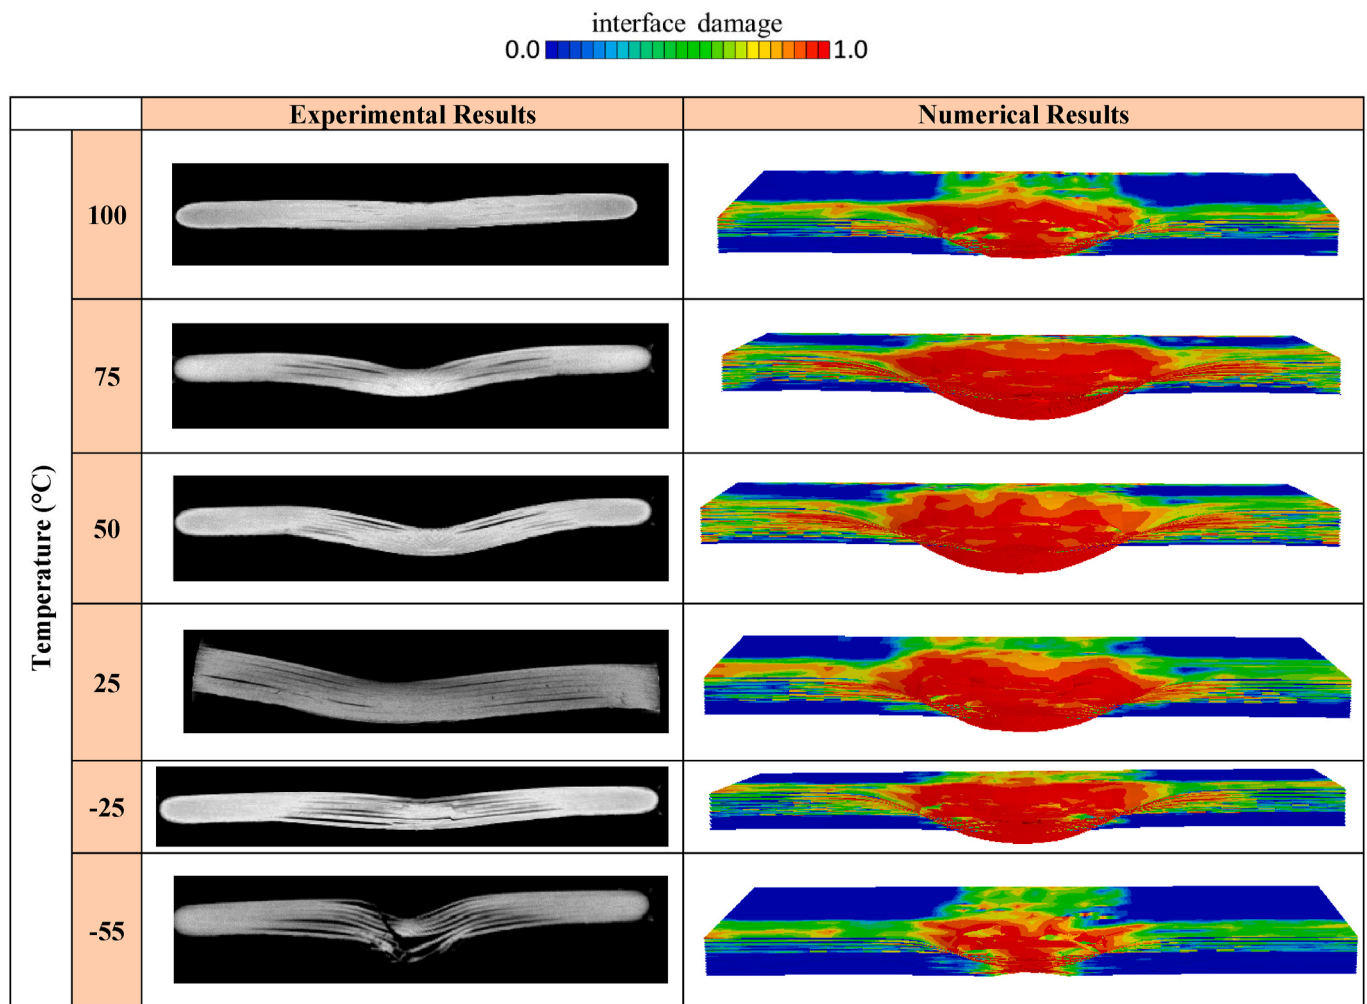 interface damage
0.0 1.0
Experimental Results Numerical Results
Temperature (°C)
100
75
50
25
-25
-55